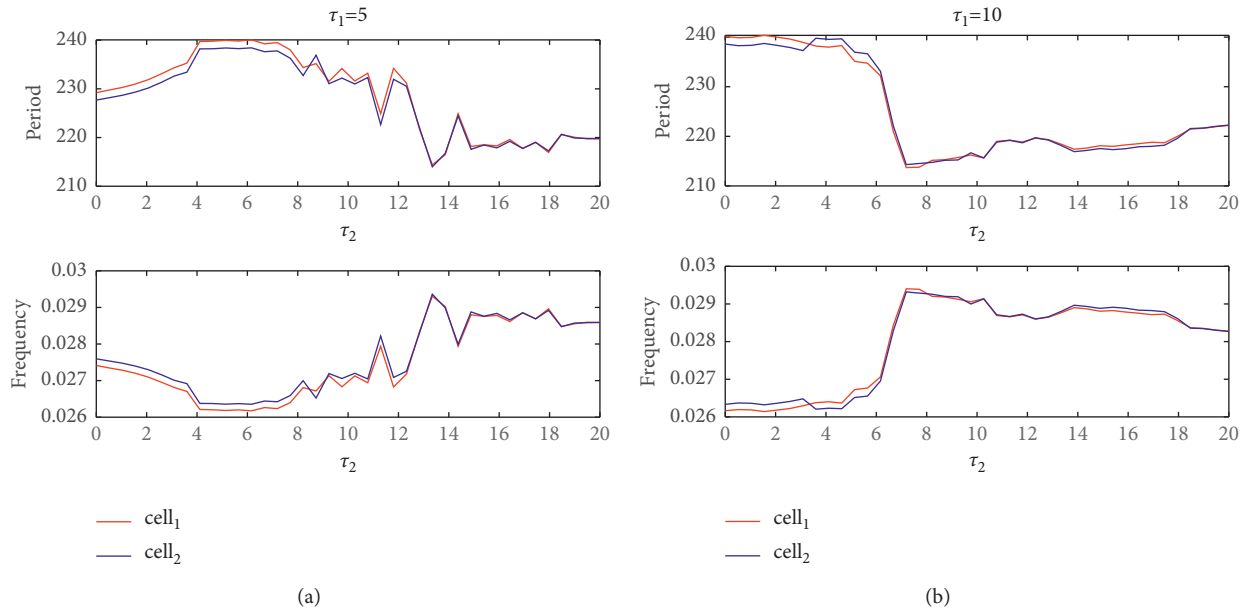 τ1=5
240
230
220
210
Period
0 2 4 6 8 10 12 14 16 18 20
τ2
0.03
0.029
0.028
0.027
0.026
Frequency
0 2 4 6 8 10 12 14 16 18 20
τ2
cell1
cell2
(a)
τ1=10
240
230
220
210
Period
0 2 4 6 8 10 12 14 16 18 20
τ2
0.03
0.029
0.028
0.027
0.026
Frequency
0 2 4 6 8 10 12 14 16 18 20
τ2
cell1
cell2
(b)